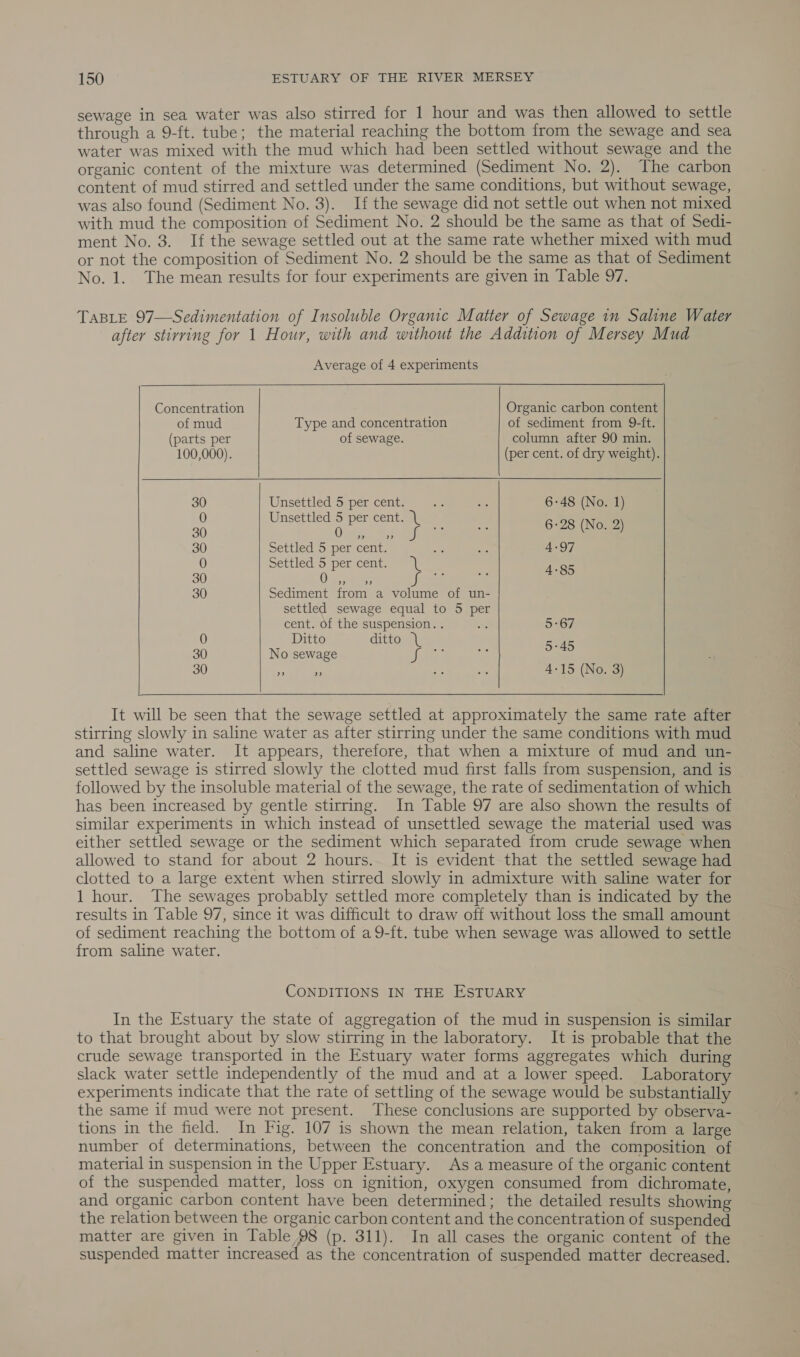 150 ESTUARY OF THE RIVER MERSEY
sewage in sea water was also stirred for 1 hour and was then allowed to settle
through a 9-ft. tube; the material reaching the bottom from the sewage and sea
water was mixed with the mud which had been settled without sewage and the
organic content of the mixture was determined (Sediment No. 2). The carbon
content of mud stirred and settled under the same conditions, but without sewage,
was also found (Sediment No. 3). If the sewage did not settle out when not mixed
with mud the composition of Sediment No. 2 should be the same as that of Sedi-
ment No. 3. If the sewage settled out at the same rate whether mixed with mud
or not the composition of Sediment No. 2 should be the same as that of Sediment
No. 1. The mean results for four experiments are given in Table 97.
TABLE 97—Sedimentation of Insoluble Organic Matter of Sewage in Saline Water
after stirring for 1 Hour, with and without the Addition of Mersey Mud
Average of 4 experiments
Concentration of mud (parts per 100,000). Type and concentration of sewage. Organic carbon content of sediment from 9-ft. column after 90 min. (per cent. of dry weight).
30 Unsettled 5 per cent. .. .. 6·48 (No. 1)
0 Unsettled 5 per cent. }
30 0 ,, ,, } .. .. 6·28 (No. 2)
30 Settled 5 per cent. .. .. 4·97
0 Settled 5 per cent. }
30 0 ,, ,, } .. .. 4·85
30 Sediment from a volume of un-
settled sewage equal to 5 per
cent. of the suspension.. .. 5·67
0 Ditto ditto }
30 No sewage } .. .. 5·45
30 ,, ,, .. .. 4·15 (No. 3)
It will be seen that the sewage settled at approximately the same rate after
stirring slowly in saline water as after stirring under the same conditions with mud
and saline water. It appears, therefore, that when a mixture of mud and un-
settled sewage is stirred slowly the clotted mud first falls from suspension, and is
followed by the insoluble material of the sewage, the rate of sedimentation of which
has been increased by gentle stirring. In Table 97 are also shown the results of
similar experiments in which instead of unsettled sewage the material used was
either settled sewage or the sediment which separated from crude sewage when
allowed to stand for about 2 hours. It is evident that the settled sewage had
clotted to a large extent when stirred slowly in admixture with saline water for
1 hour. The sewages probably settled more completely than is indicated by the
results in Table 97, since it was difficult to draw off without loss the small amount
of sediment reaching the bottom of a 9-ft. tube when sewage was allowed to settle
from saline water.
CONDITIONS IN THE ESTUARY
In the Estuary the state of aggregation of the mud in suspension is similar
to that brought about by slow stirring in the laboratory. It is probable that the
crude sewage transported in the Estuary water forms aggregates which during
slack water settle independently of the mud and at a lower speed. Laboratory
experiments indicate that the rate of settling of the sewage would be substantially
the same if mud were not present. These conclusions are supported by observa-
tions in the field. In Fig. 107 is shown the mean relation, taken from a large
number of determinations, between the concentration and the composition of
material in suspension in the Upper Estuary. As a measure of the organic content
of the suspended matter, loss on ignition, oxygen consumed from dichromate,
and organic carbon content have been determined; the detailed results showing
the relation between the organic carbon content and the concentration of suspended
matter are given in Table 98 (p. 311). In all cases the organic content of the
suspended matter increased as the concentration of suspended matter decreased.